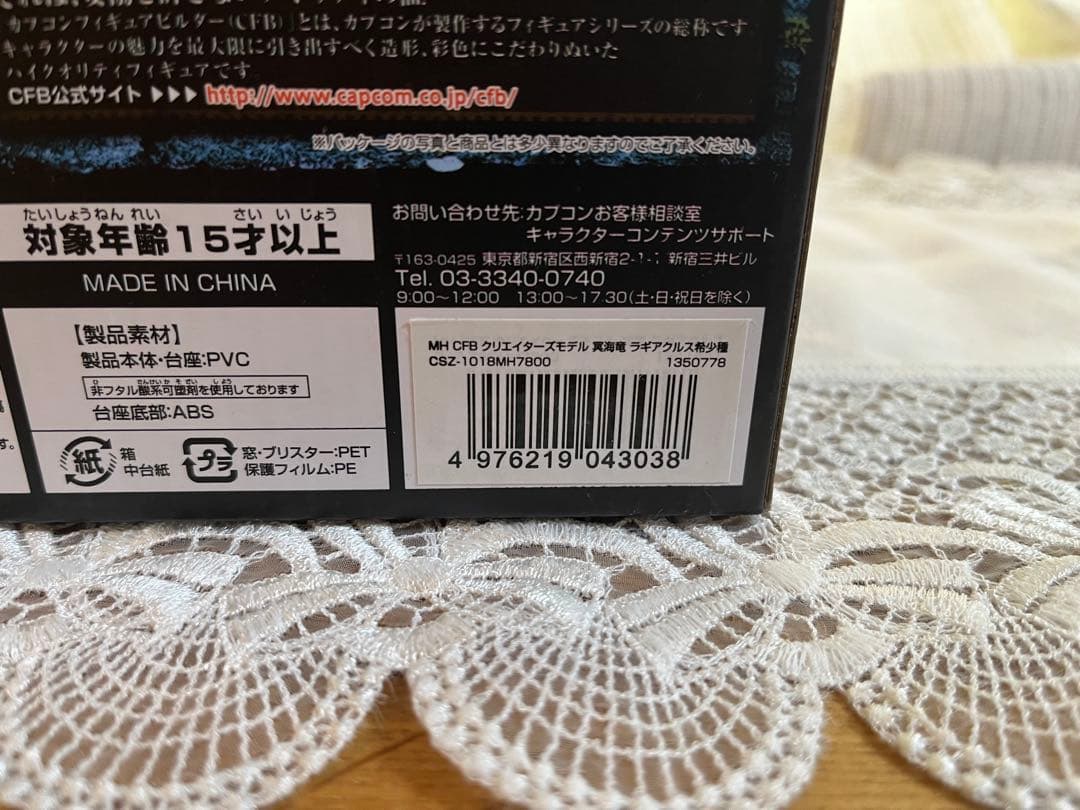 カプコンフィギュアビルダー(CFB)とは、カプコンが製作するフィギュアシリーズの総称です
キャラクターの魅力を最大限に引き出すべく造形、彩色にこだわりぬいた
ハイクオリティフィギュアです
CFB公式サイト ▶▶▶ http://www.capcom.co.jp/cfb/
※パッケージの写真と商品とは多少異なりますのでご了承ください。
たいしょうねんれい さいいじょう
対象年齢15才以上
MADE IN CHINA
【製品素材】
製品本体・台座:PVC
ひ さんけいかそざい しよう
非フタル酸系可塑剤を使用しております
台座底部:ABS
紙 箱 中台紙
プラ 窓・ブリスター:PET
保護フィルム:PE
す。
お問い合わせ先:カプコンお客様相談室
キャラクターコンテンツサポート
〒163-0425 東京都新宿区西新宿2-1-1 新宿三井ビル
Tel. 03-3340-0740
9:00～12:00 13:00～17:30(土・日・祝日を除く)
MH CFB クリエイターズモデル 冥海竜 ラギアクルス希少種
CSZ-1018MH7800 1350778
4 976219 043038